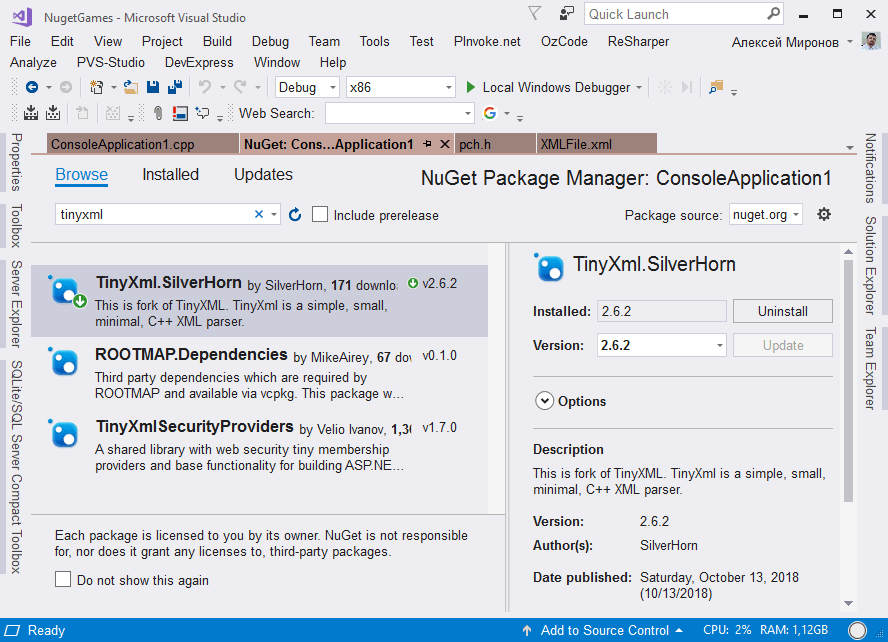 NugetGames - Microsoft Visual Studio
Quick Launch
File Edit View Project Build Debug Team Tools Test PInvoke.net OzCode ReSharper
Алексей Миронов
Analyze PVS-Studio DevExpress Window Help
Debug x86 Local Windows Debugger
Web Search:
ConsoleApplication1.cpp NuGet: Cons...Application1 pch.h XMLFile.xml
Properties
Toolbox
Server Explorer
SQLite/SQL Server Compact Toolbox
Browse Installed Updates
NuGet Package Manager: ConsoleApplication1
tinyxml
Include prerelease
Package source: nuget.org
TinyXml.SilverHorn by SilverHorn, 171 downlo v2.6.2
This is fork of TinyXML. TinyXml is a simple, small,
minimal, C++ XML parser.
ROOTMAP.Dependencies by MikeAirey, 67 do v0.1.0
Third party dependencies which are required by
ROOTMAP and available via vcpkg. This package w...
TinyXmlSecurityProviders by Velio Ivanov, 1,3 v1.7.0
A shared library with web security tiny membership
providers and base functionality for building ASP.NE...
Each package is licensed to you by its owner. NuGet is not responsible
for, nor does it grant any licenses to, third-party packages.
Do not show this again
TinyXml.SilverHorn
Installed: 2.6.2 Uninstall
Version: 2.6.2 Update
Options
Description
This is fork of TinyXML. TinyXml is a simple, small,
minimal, C++ XML parser.
Version: 2.6.2
Author(s): SilverHorn
Date published: Saturday, October 13, 2018
(10/13/2018)
Notifications
Solution Explorer
Team Explorer
Ready
Add to Source Control
CPU: 2% RAM: 1,12GB